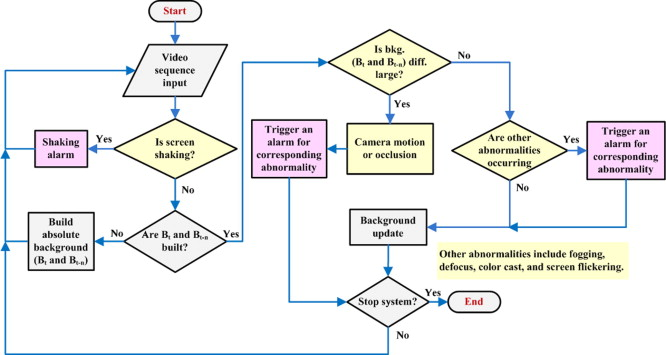 Start
Video
sequence
input
Is screen
shaking?
Yes
Shaking
alarm
No
Are Bt and Bt-n
built?
No
Build
absolute
background
(Bt and Bt-n)
Yes
Is bkg.
(Bt and Bt-n) diff.
large?
No
Yes
Camera motion
or occlusion
Trigger an
alarm for
corresponding
abnormality
Are other
abnormalities
occurring
Yes
Trigger an
alarm for
corresponding
abnormality
No
Background
update
Other abnormalities include fogging,
defocus, color cast, and screen flickering.
Stop system?
Yes
End
No